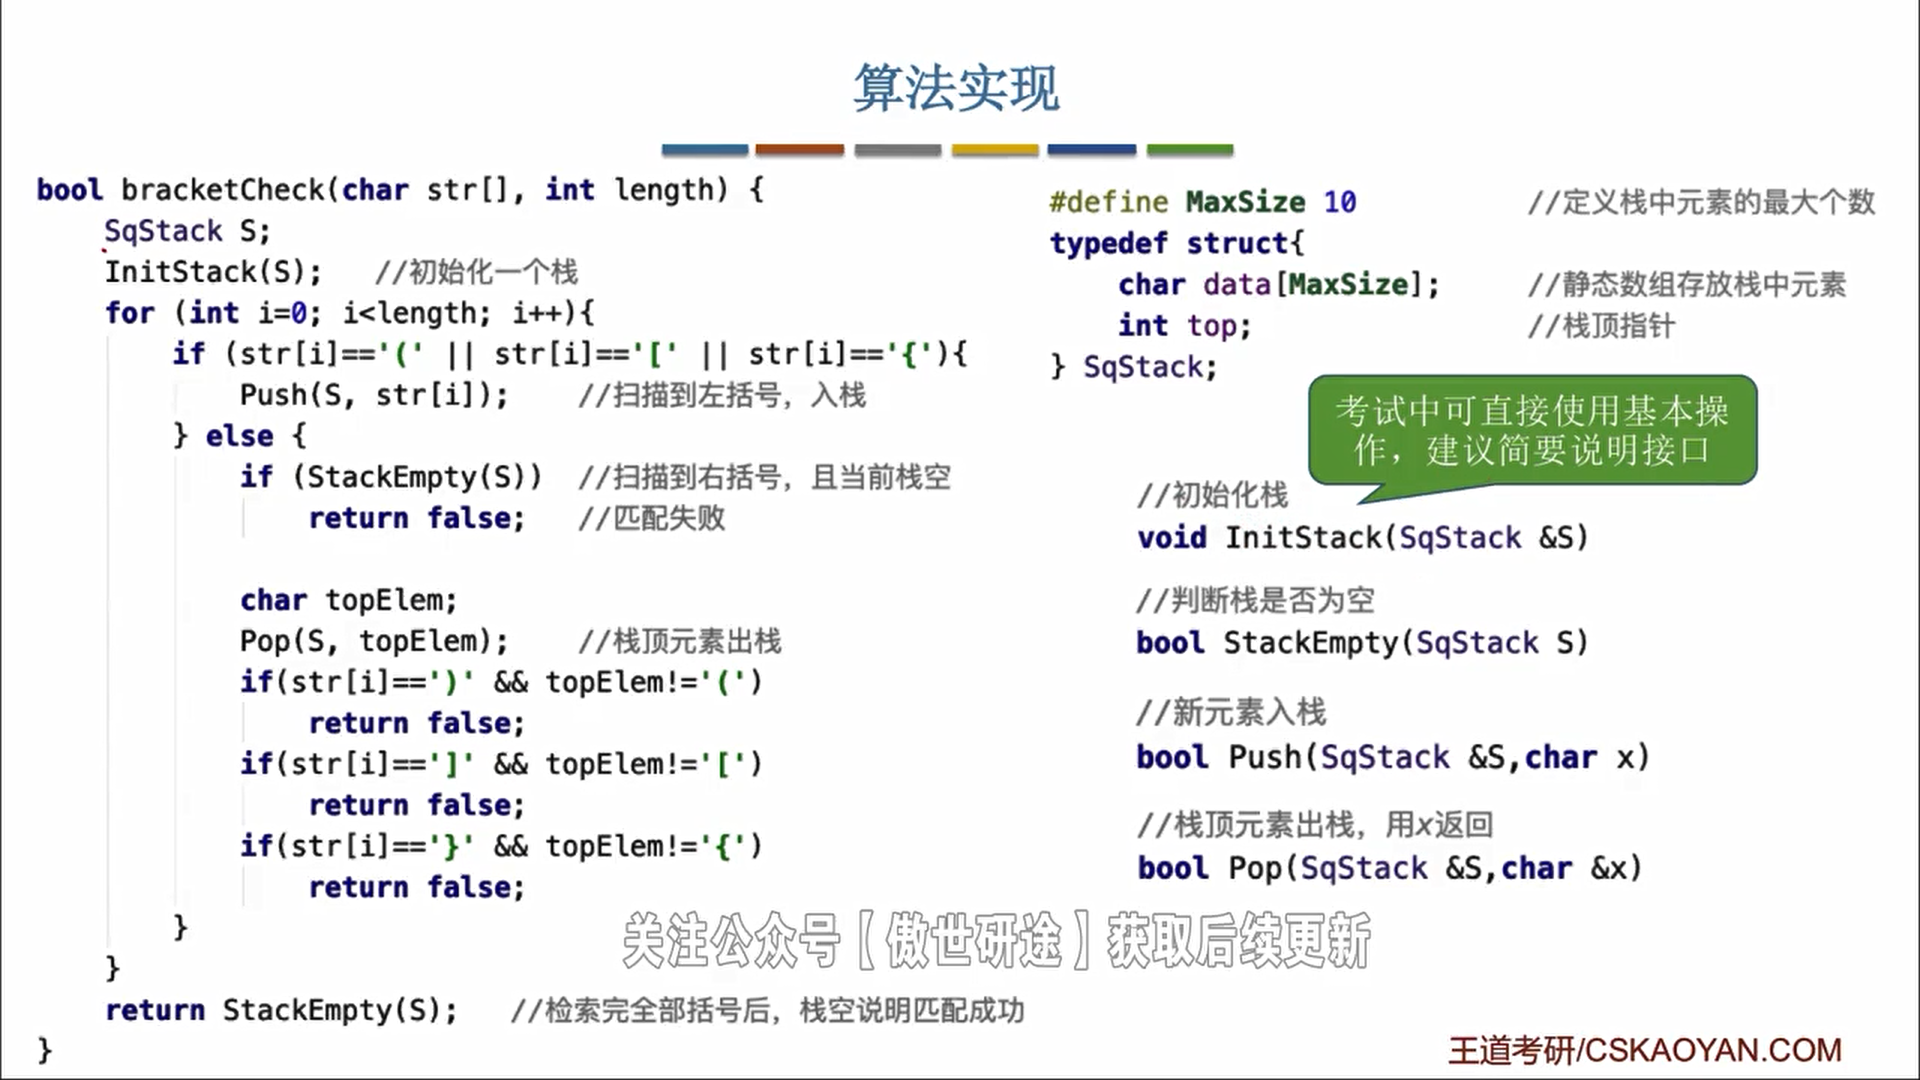 算法实现
bool bracketCheck(char str[], int length) {
    SqStack S;
    InitStack(S);   //初始化一个栈
    for (int i=0; i<length; i++){
        if (str[i]=='(' || str[i]=='[' || str[i]=='{'){
            Push(S, str[i]);    //扫描到左括号，入栈
        } else {
            if (StackEmpty(S))  //扫描到右括号，且当前栈空
                return false;   //匹配失败
            char topElem;
            Pop(S, topElem);    //栈顶元素出栈
            if(str[i]==')' && topElem!='(')
                return false;
            if(str[i]==']' && topElem!='[')
                return false;
            if(str[i]=='}' && topElem!='{')
                return false;
        }
    }
    return StackEmpty(S);   //检索完全部括号后，栈空说明匹配成功
}
#define MaxSize 10          //定义栈中元素的最大个数
typedef struct{
    char data[MaxSize];     //静态数组存放栈中元素
    int top;                //栈顶指针
} SqStack;
考试中可直接使用基本操
作，建议简要说明接口
//初始化栈
void InitStack(SqStack &S)
//判断栈是否为空
bool StackEmpty(SqStack S)
//新元素入栈
bool Push(SqStack &S,char x)
//栈顶元素出栈，用x返回
bool Pop(SqStack &S,char &x)
关注公众号【傲世研途】获取后续更新
王道考研/CSKAOYAN.COM